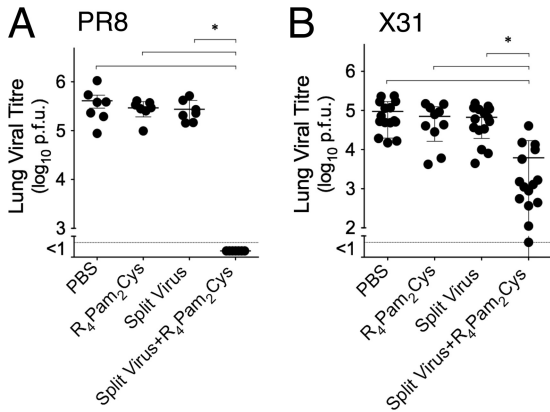 A PR8
*
Lung Viral Titre
(log10 p.f.u.)
6
5
4
3
<1
PBS
R4Pam2Cys
Split Virus
Split Virus+R4Pam2Cys
B X31
*
Lung Viral Titre
(log10 p.f.u.)
6
5
4
3
2
<1
PBS
R4Pam2Cys
Split Virus
Split Virus+R4Pam2Cys